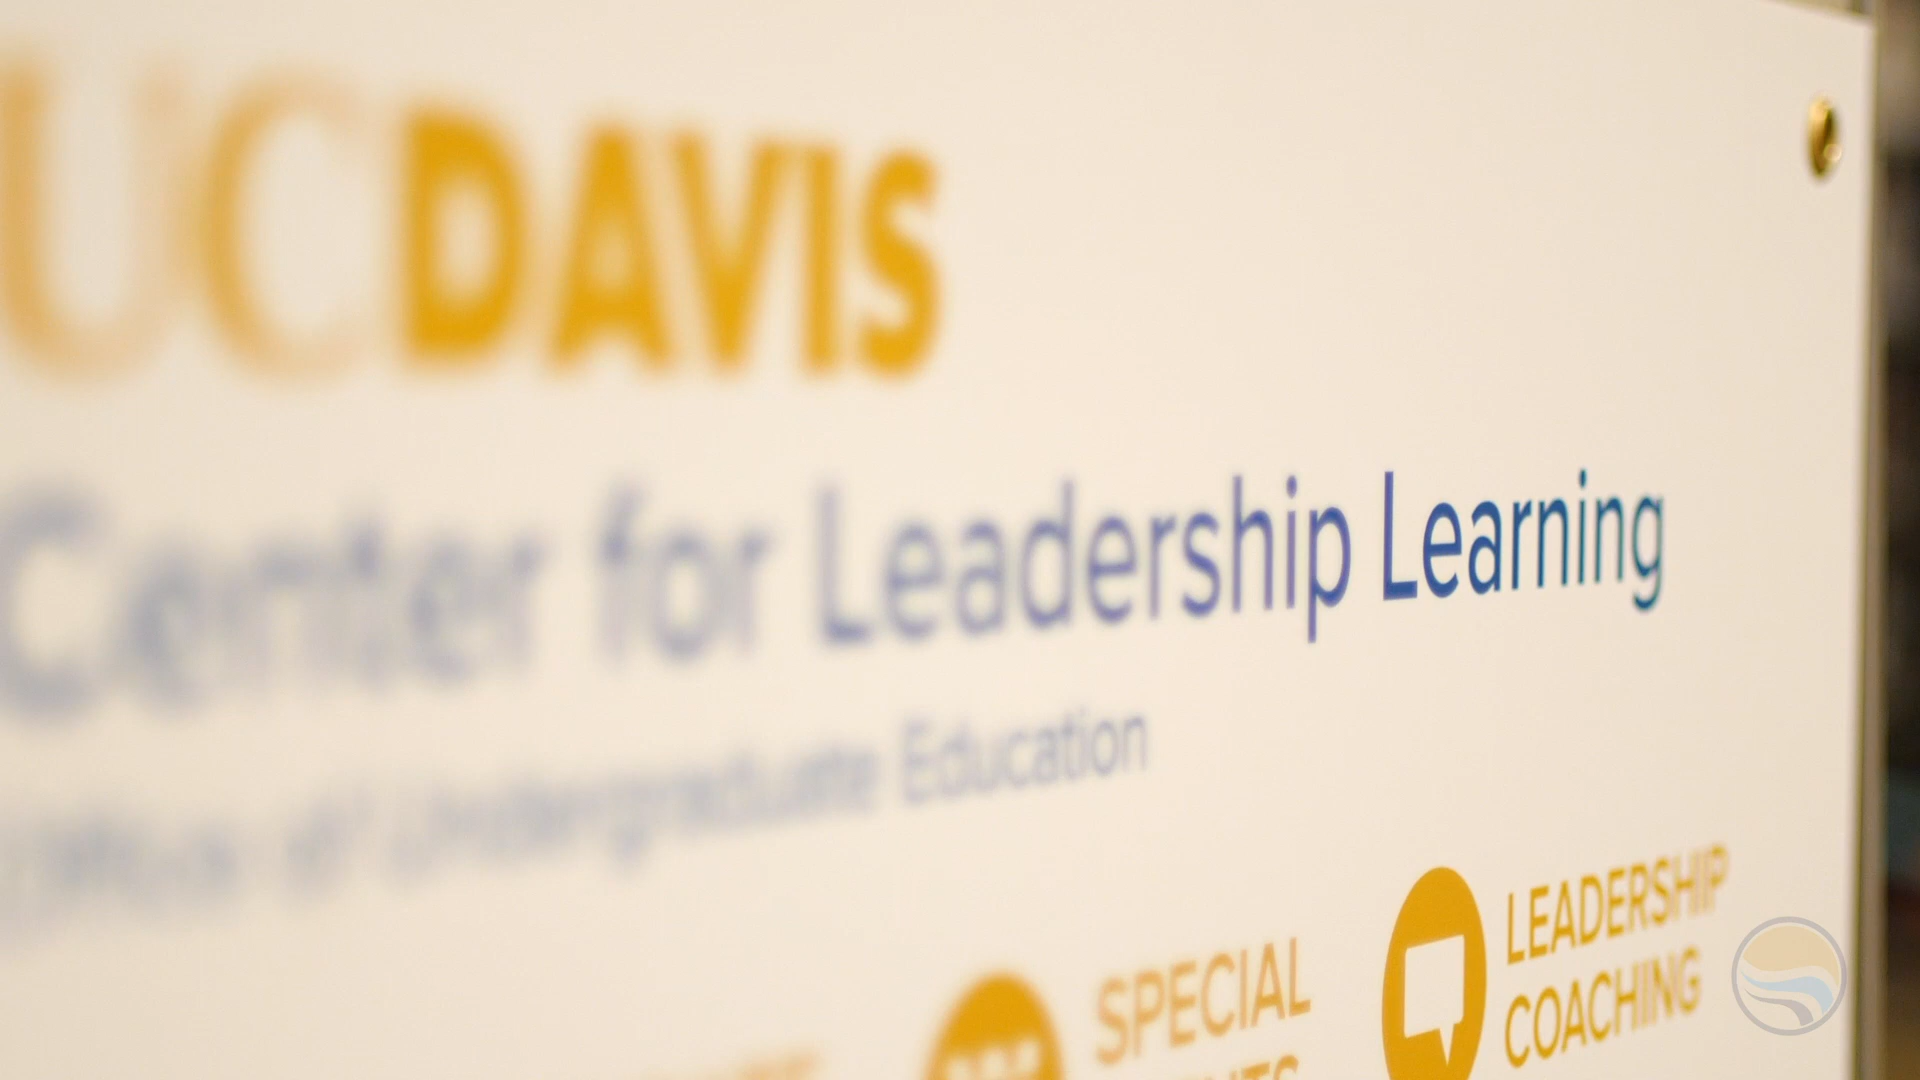 UCDAVIS
Center for Leadership Learning
Office of Undergraduate Education
SPECIAL
LEADERSHIP
COACHING